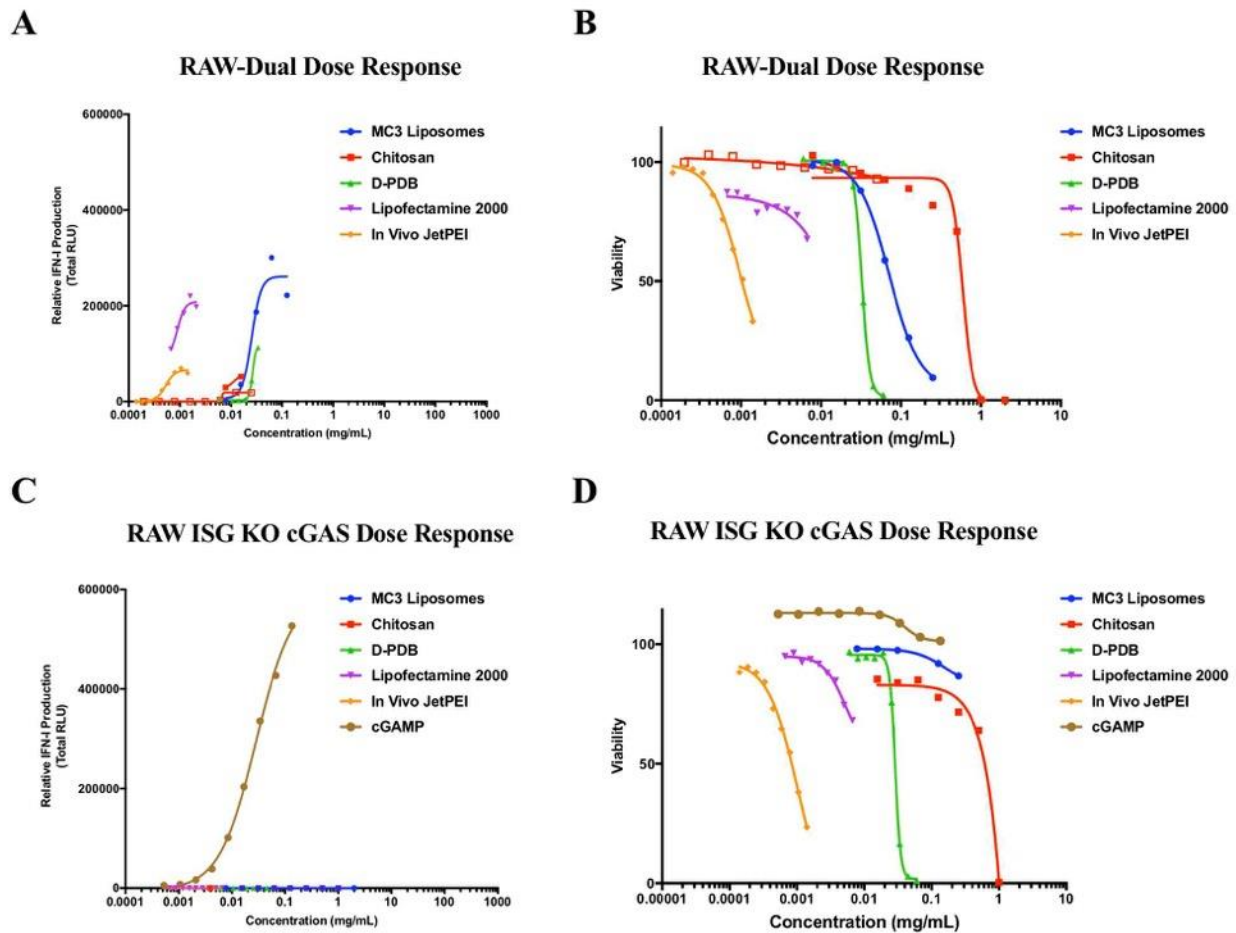 A
RAW-Dual Dose Response
Relative IFN-I Production
(Total RLU)
600000
400000
200000
0
0.0001 0.001 0.01 0.1 1 10 100 1000
Concentration (mg/mL)
MC3 Liposomes
Chitosan
D-PDB
Lipofectamine 2000
In Vivo JetPEI
B
RAW-Dual Dose Response
Viability
100
50
0
0.0001 0.001 0.01 0.1 1 10
Concentration (mg/mL)
MC3 Liposomes
Chitosan
D-PDB
Lipofectamine 2000
In Vivo JetPEI
C
RAW ISG KO cGAS Dose Response
Relative IFN-I Production
(Total RLU)
600000
400000
200000
0
0.0001 0.001 0.01 0.1 1 10 100 1000
Concentration (mg/mL)
MC3 Liposomes
Chitosan
D-PDB
Lipofectamine 2000
In Vivo JetPEI
cGAMP
D
RAW ISG KO cGAS Dose Response
Viability
100
50
0
0.00001 0.0001 0.001 0.01 0.1 1 10
Concentration (mg/mL)
MC3 Liposomes
Chitosan
D-PDB
Lipofectamine 2000
In Vivo JetPEI
cGAMP